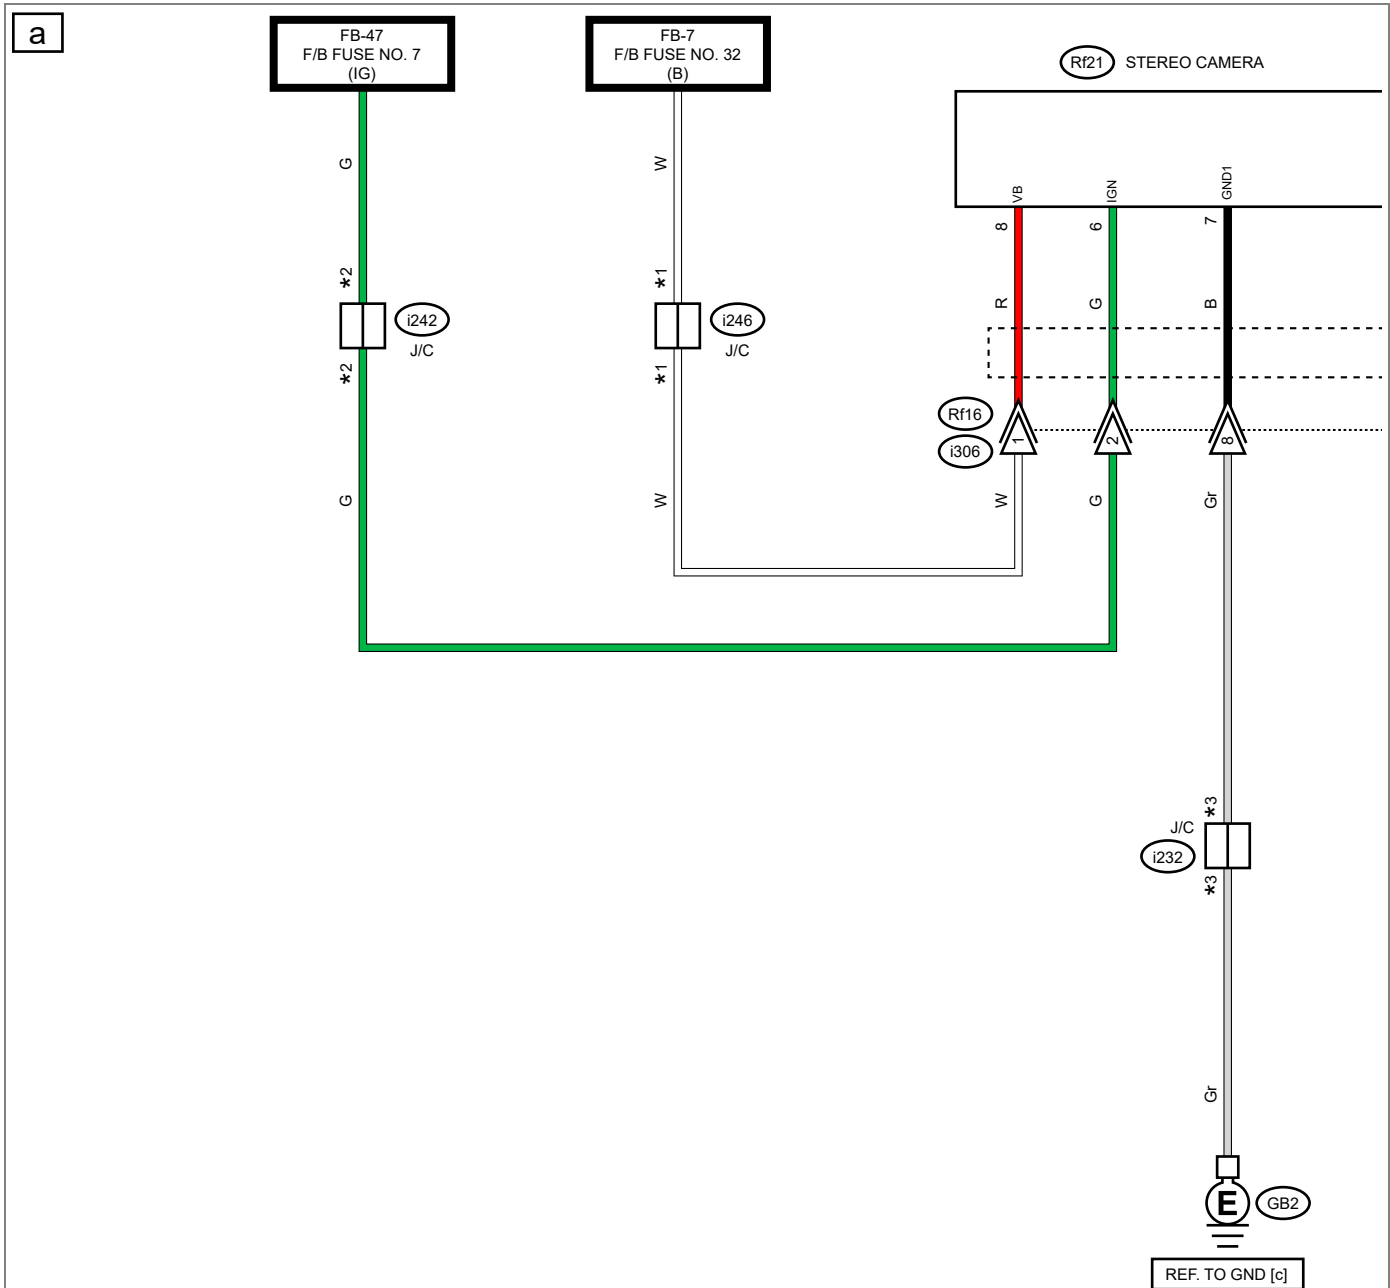 a
FB-47
F/B FUSE NO. 7
(IG)
FB-7
F/B FUSE NO. 32
(B)
Rf21 STEREO CAMERA
VB
IGN
GND1
8
6
7
G
W
R
G
B
*2
*1
i242
J/C
i246
J/C
*2
*1
Rf16
i306
1
2
8
G
W
W
G
Gr
*3
J/C
i232
*3
Gr
E
GB2
REF. TO GND [c]